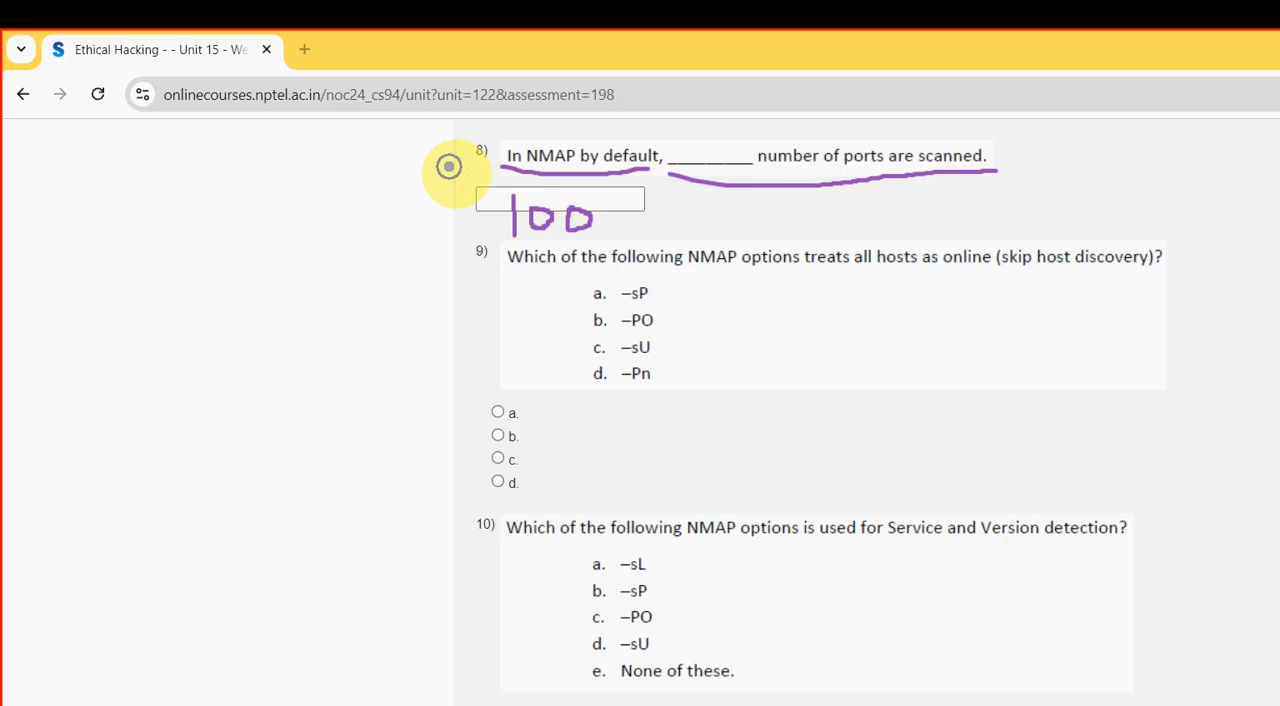 Ethical Hacking - - Unit 15 - We
onlinecourses.nptel.ac.in/noc24_cs94/unit?unit=122&assessment=198
8) In NMAP by default, __________ number of ports are scanned.
100
9) Which of the following NMAP options treats all hosts as online (skip host discovery)?
a. –sP
b. –PO
c. –sU
d. –Pn
a.
b.
c.
d.
10) Which of the following NMAP options is used for Service and Version detection?
a. –sL
b. –sP
c. –PO
d. –sU
e. None of these.